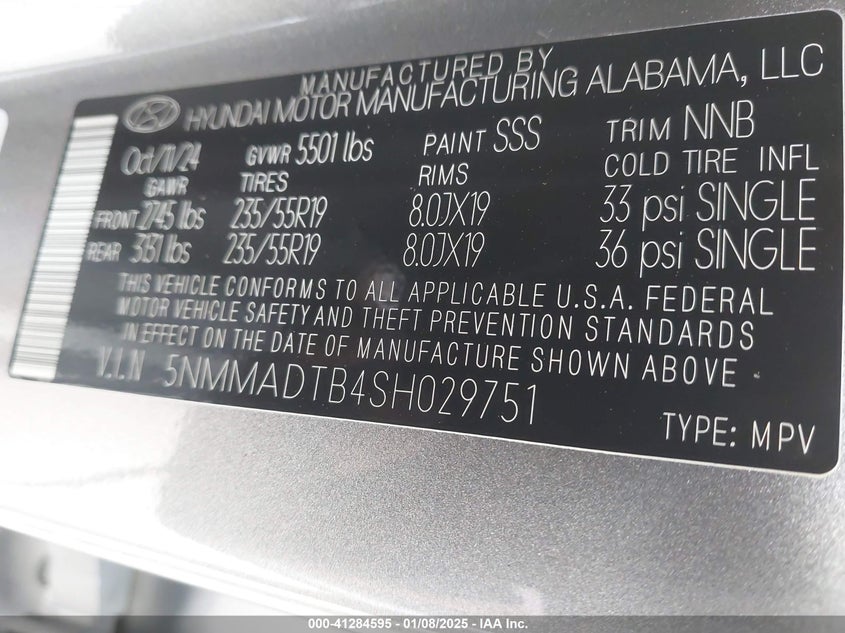 MANUFACTURED BY
HYUNDAI MOTOR MANUFACTURING ALABAMA, LLC
Oct/11/24 GVWR 5501 lbs PAINT SSS TRIM NNB
GAWR TIRES RIMS COLD TIRE INFL
FRONT 2745 lbs 235/55R19 8.0JX19 33 psi SINGLE
REAR 3131 lbs 235/55R19 8.0JX19 36 psi SINGLE
THIS VEHICLE CONFORMS TO ALL APPLICABLE U.S.A. FEDERAL
MOTOR VEHICLE SAFETY AND THEFT PREVENTION STANDARDS
IN EFFECT ON THE DATE OF MANUFACTURE SHOWN ABOVE
V.I.N 5NMMADTB4SH029751
TYPE: MPV
000-41284595 - 01/08/2025 - IAA Inc.